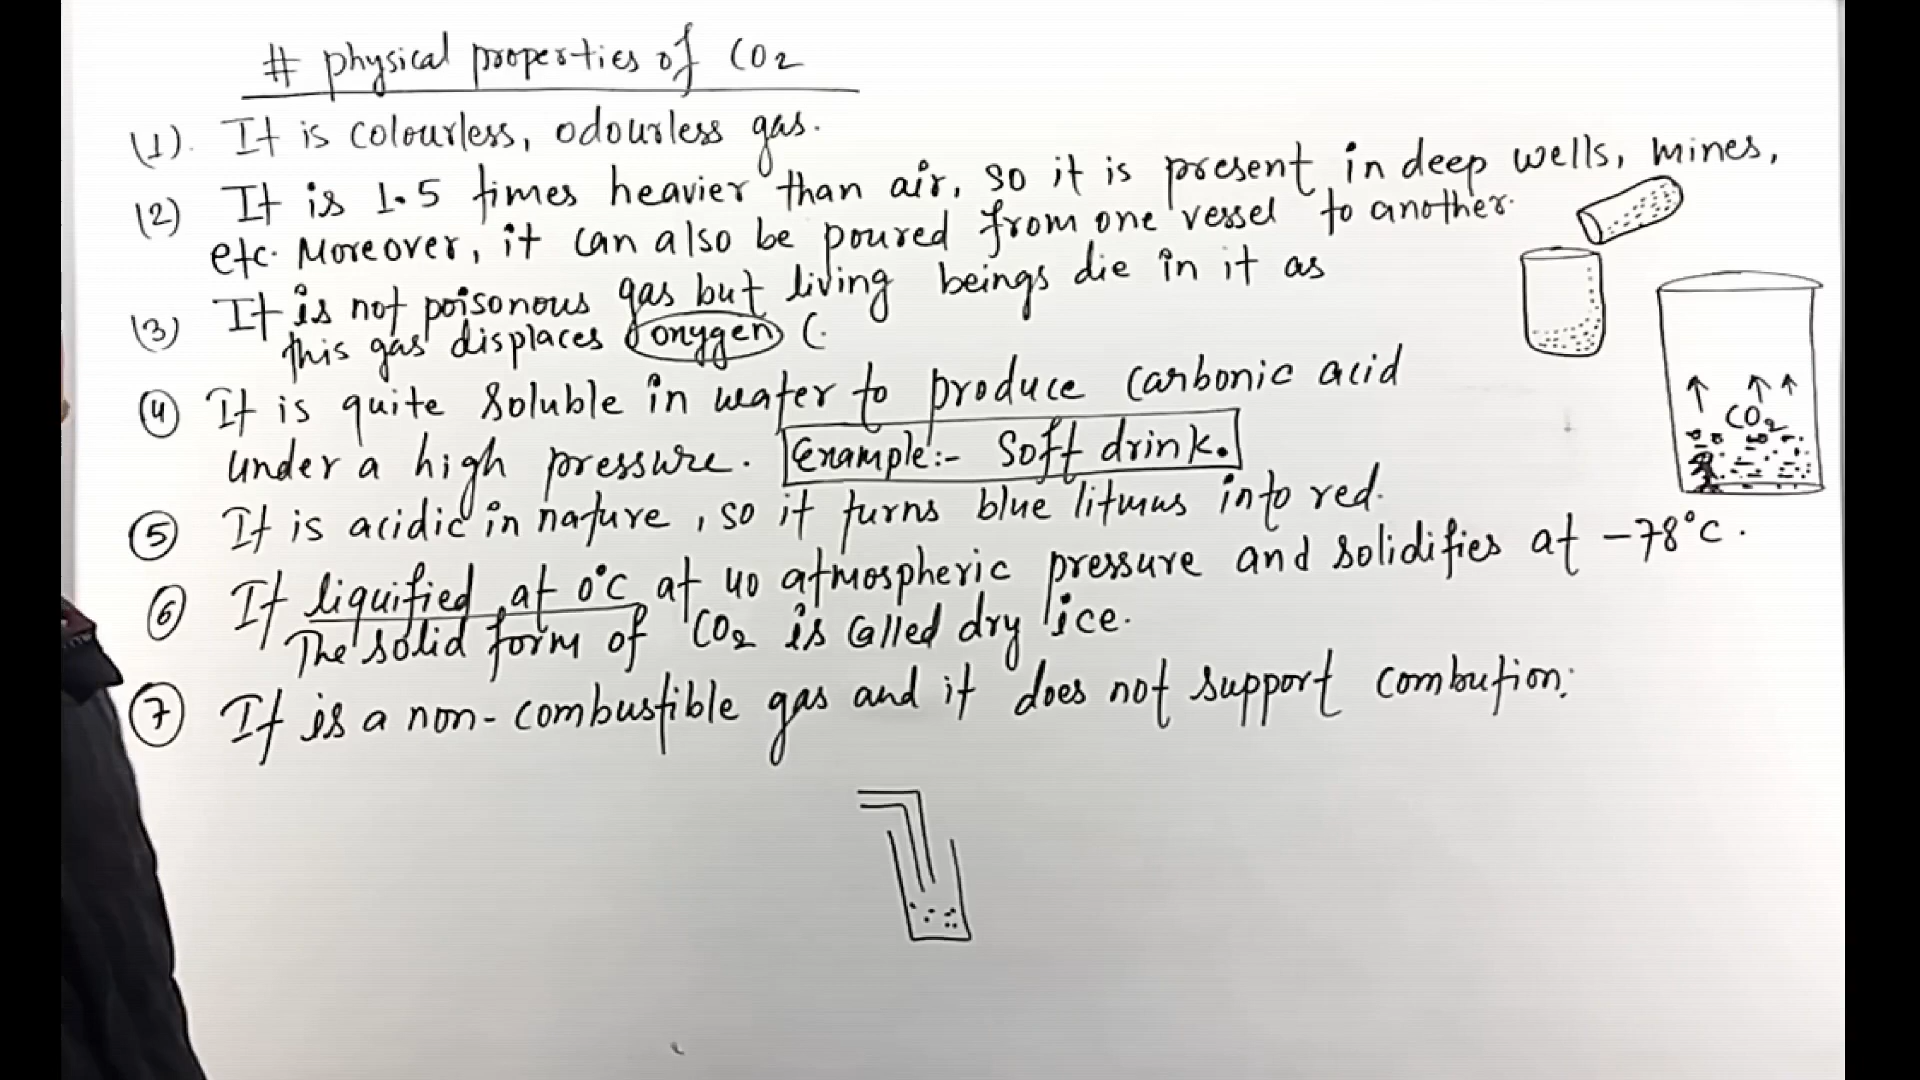 # physical properties of CO2
(1). It is colourless, odourless gas.
(2) It is 1.5 times heavier than air, so it is present in deep wells, mines,
etc. Moreover, it can also be poured from one vessel to another.
(3) It is not poisonous gas but living beings die in it as
this gas displaces oxygen (.
(4) It is quite soluble in water to produce carbonic acid
under a high pressure. Example:- Soft drink.
(5) It is acidic in nature, so it turns blue litmus into red.
(6) It liquified at 0°C at 40 atmospheric pressure and solidifies at -78°C.
The solid form of CO2 is called dry ice.
(7) It is a non-combustible gas and it does not support combution.
CO2